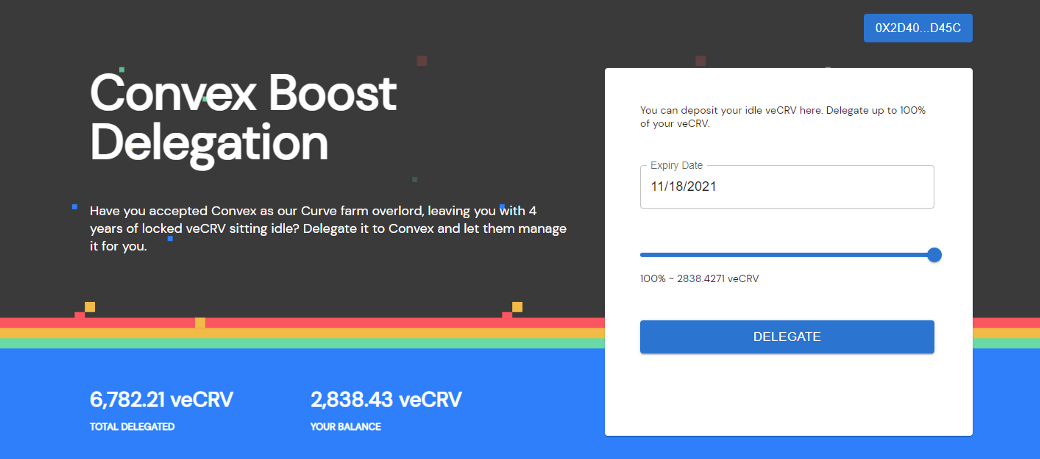 0X2D40...D45C
Convex Boost
Delegation
Have you accepted Convex as our Curve farm overlord, leaving you with 4
years of locked veCRV sitting idle? Delegate it to Convex and let them manage
it for you.
You can deposit your idle veCRV here. Delegate up to 100%
of your veCRV.
Expiry Date
11/18/2021
100% ~ 2838.4271 veCRV
DELEGATE
6,782.21 veCRV
TOTAL DELEGATED
2,838.43 veCRV
YOUR BALANCE